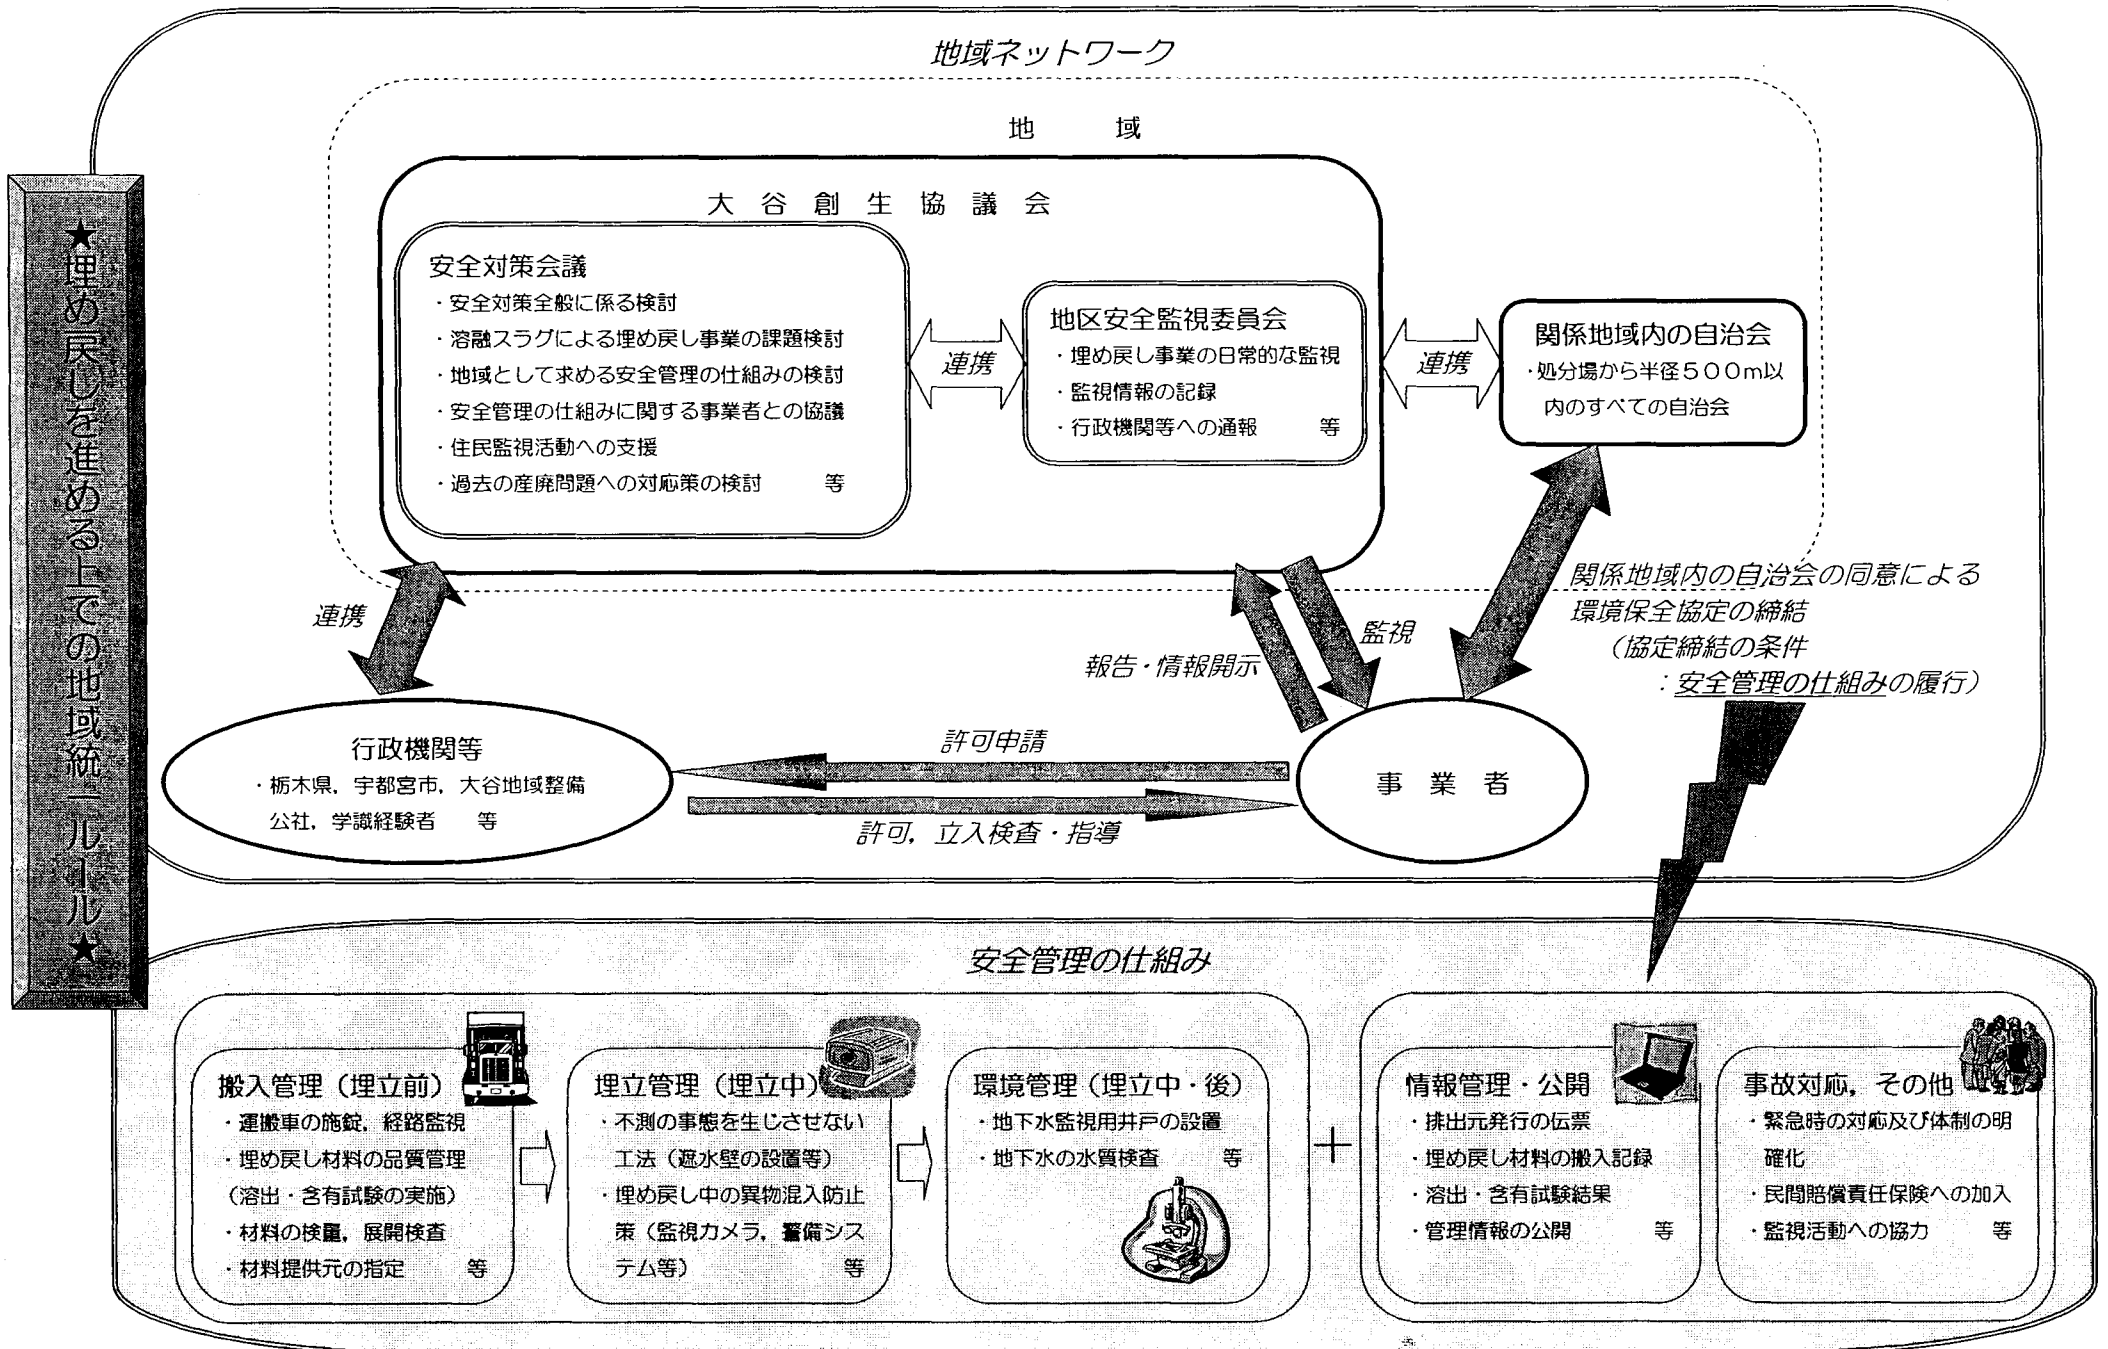 ★埋め戻しを進める上での地域統一ルール★
地域ネットワーク
地　域
大谷創生協議会
安全対策会議
・安全対策全般に係る検討
・溶融スラグによる埋め戻し事業の課題検討
・地域として求める安全管理の仕組みの検討
・安全管理の仕組みに関する事業者との協議
・住民監視活動への支援
・過去の産廃問題への対応策の検討　等
連携
地区安全監視委員会
・埋め戻し事業の日常的な監視
・監視情報の記録
・行政機関等への通報　等
連携
関係地域内の自治会
・処分場から半径５００ｍ以
内のすべての自治会
連携
報告・情報開示
監視
関係地域内の自治会の同意による
環境保全協定の締結
（協定締結の条件
：安全管理の仕組みの履行）
行政機関等
・栃木県，宇都宮市，大谷地域整備
公社，学識経験者　等
許可申請
許可，立入検査・指導
事業者
安全管理の仕組み
搬入管理（埋立前）
・運搬車の施錠，経路監視
・埋め戻し材料の品質管理
（溶出・含有試験の実施）
・材料の検量，展開検査
・材料提供元の指定　等
埋立管理（埋立中）
・不測の事態を生じさせない
工法（遮水壁の設置等）
・埋め戻し中の異物混入防止
策（監視カメラ，警備シス
テム等）　等
環境管理（埋立中・後）
・地下水監視用井戸の設置
・地下水の水質検査　等
＋
情報管理・公開
・排出元発行の伝票
・埋め戻し材料の搬入記録
・溶出・含有試験結果
・管理情報の公開　等
事故対応，その他
・緊急時の対応及び体制の明
確化
・民間賠償責任保険への加入
・監視活動への協力　等